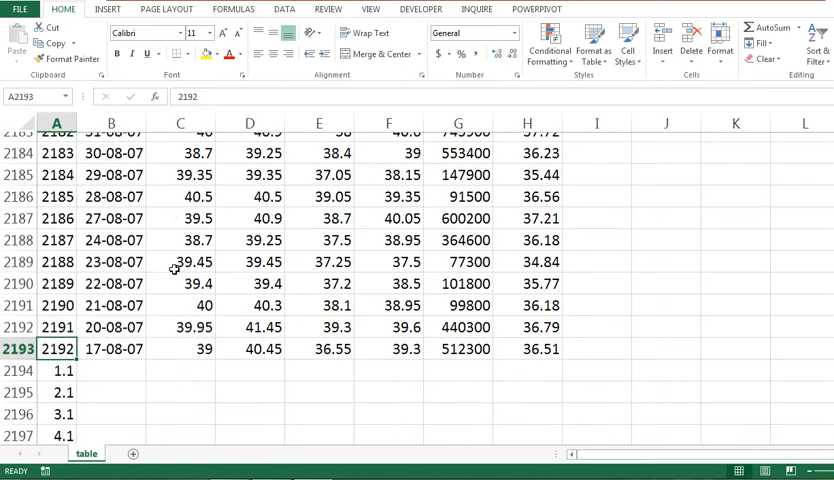 FILE HOME INSERT PAGE LAYOUT FORMULAS DATA REVIEW VIEW DEVELOPER INQUIRE POWERPIVOT
Cut
Copy
Format Painter
Paste
Clipboard
Calibri 11
B I U
Font
Wrap Text
Merge & Center
Alignment
General
$ % ,
Number
Conditional Formatting
Format as Table
Cell Styles
Styles
Insert Delete Format
Cells
AutoSum
Fill
Clear
Sort & Filter
Editing
A2193 fx 2192
A B C D E F G H I J K L
2183 2182 31-08-07 40 40.9 38 40.6 37.72
2184 2183 30-08-07 38.7 39.25 38.4 39 553400 36.23
2185 2184 29-08-07 39.35 39.35 37.05 38.15 147900 35.44
2186 2185 28-08-07 40.5 40.5 39.05 39.35 91500 36.56
2187 2186 27-08-07 39.5 40.9 38.7 40.05 600200 37.21
2188 2187 24-08-07 38.7 39.25 37.5 38.95 364600 36.18
2189 2188 23-08-07 39.45 39.45 37.25 37.5 77300 34.84
2190 2189 22-08-07 39.4 39.4 37.2 38.5 101800 35.77
2191 2190 21-08-07 40 40.3 38.1 38.95 99800 36.18
2192 2191 20-08-07 39.95 41.45 39.3 39.6 440300 36.79
2193 2192 17-08-07 39 40.45 36.55 39.3 512300 36.51
2194 1.1
2195 2.1
2196 3.1
2197 4.1
table
READY